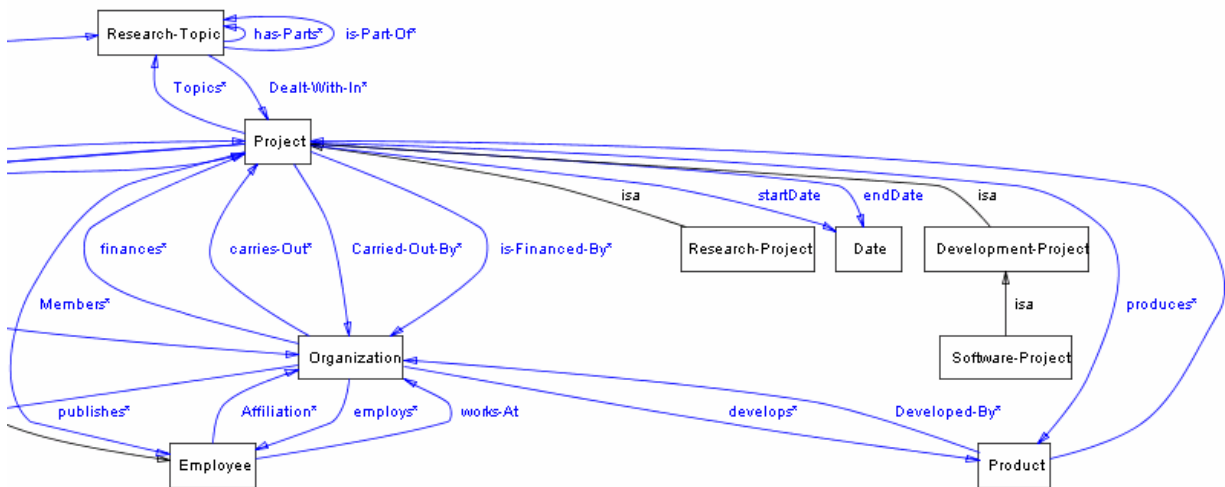 Research-Topic
has-Parts*
is-Part-Of*
Topics*
Dealt-With-In*
Project
isa
startDate
endDate
isa
finances*
carries-Out*
Carried-Out-By*
is-Financed-By*
Research-Project
Date
Development-Project
Members*
isa
produces*
Organization
Software-Project
publishes*
Affiliation*
employs*
works-At
develops*
Developed-By*
Employee
Product